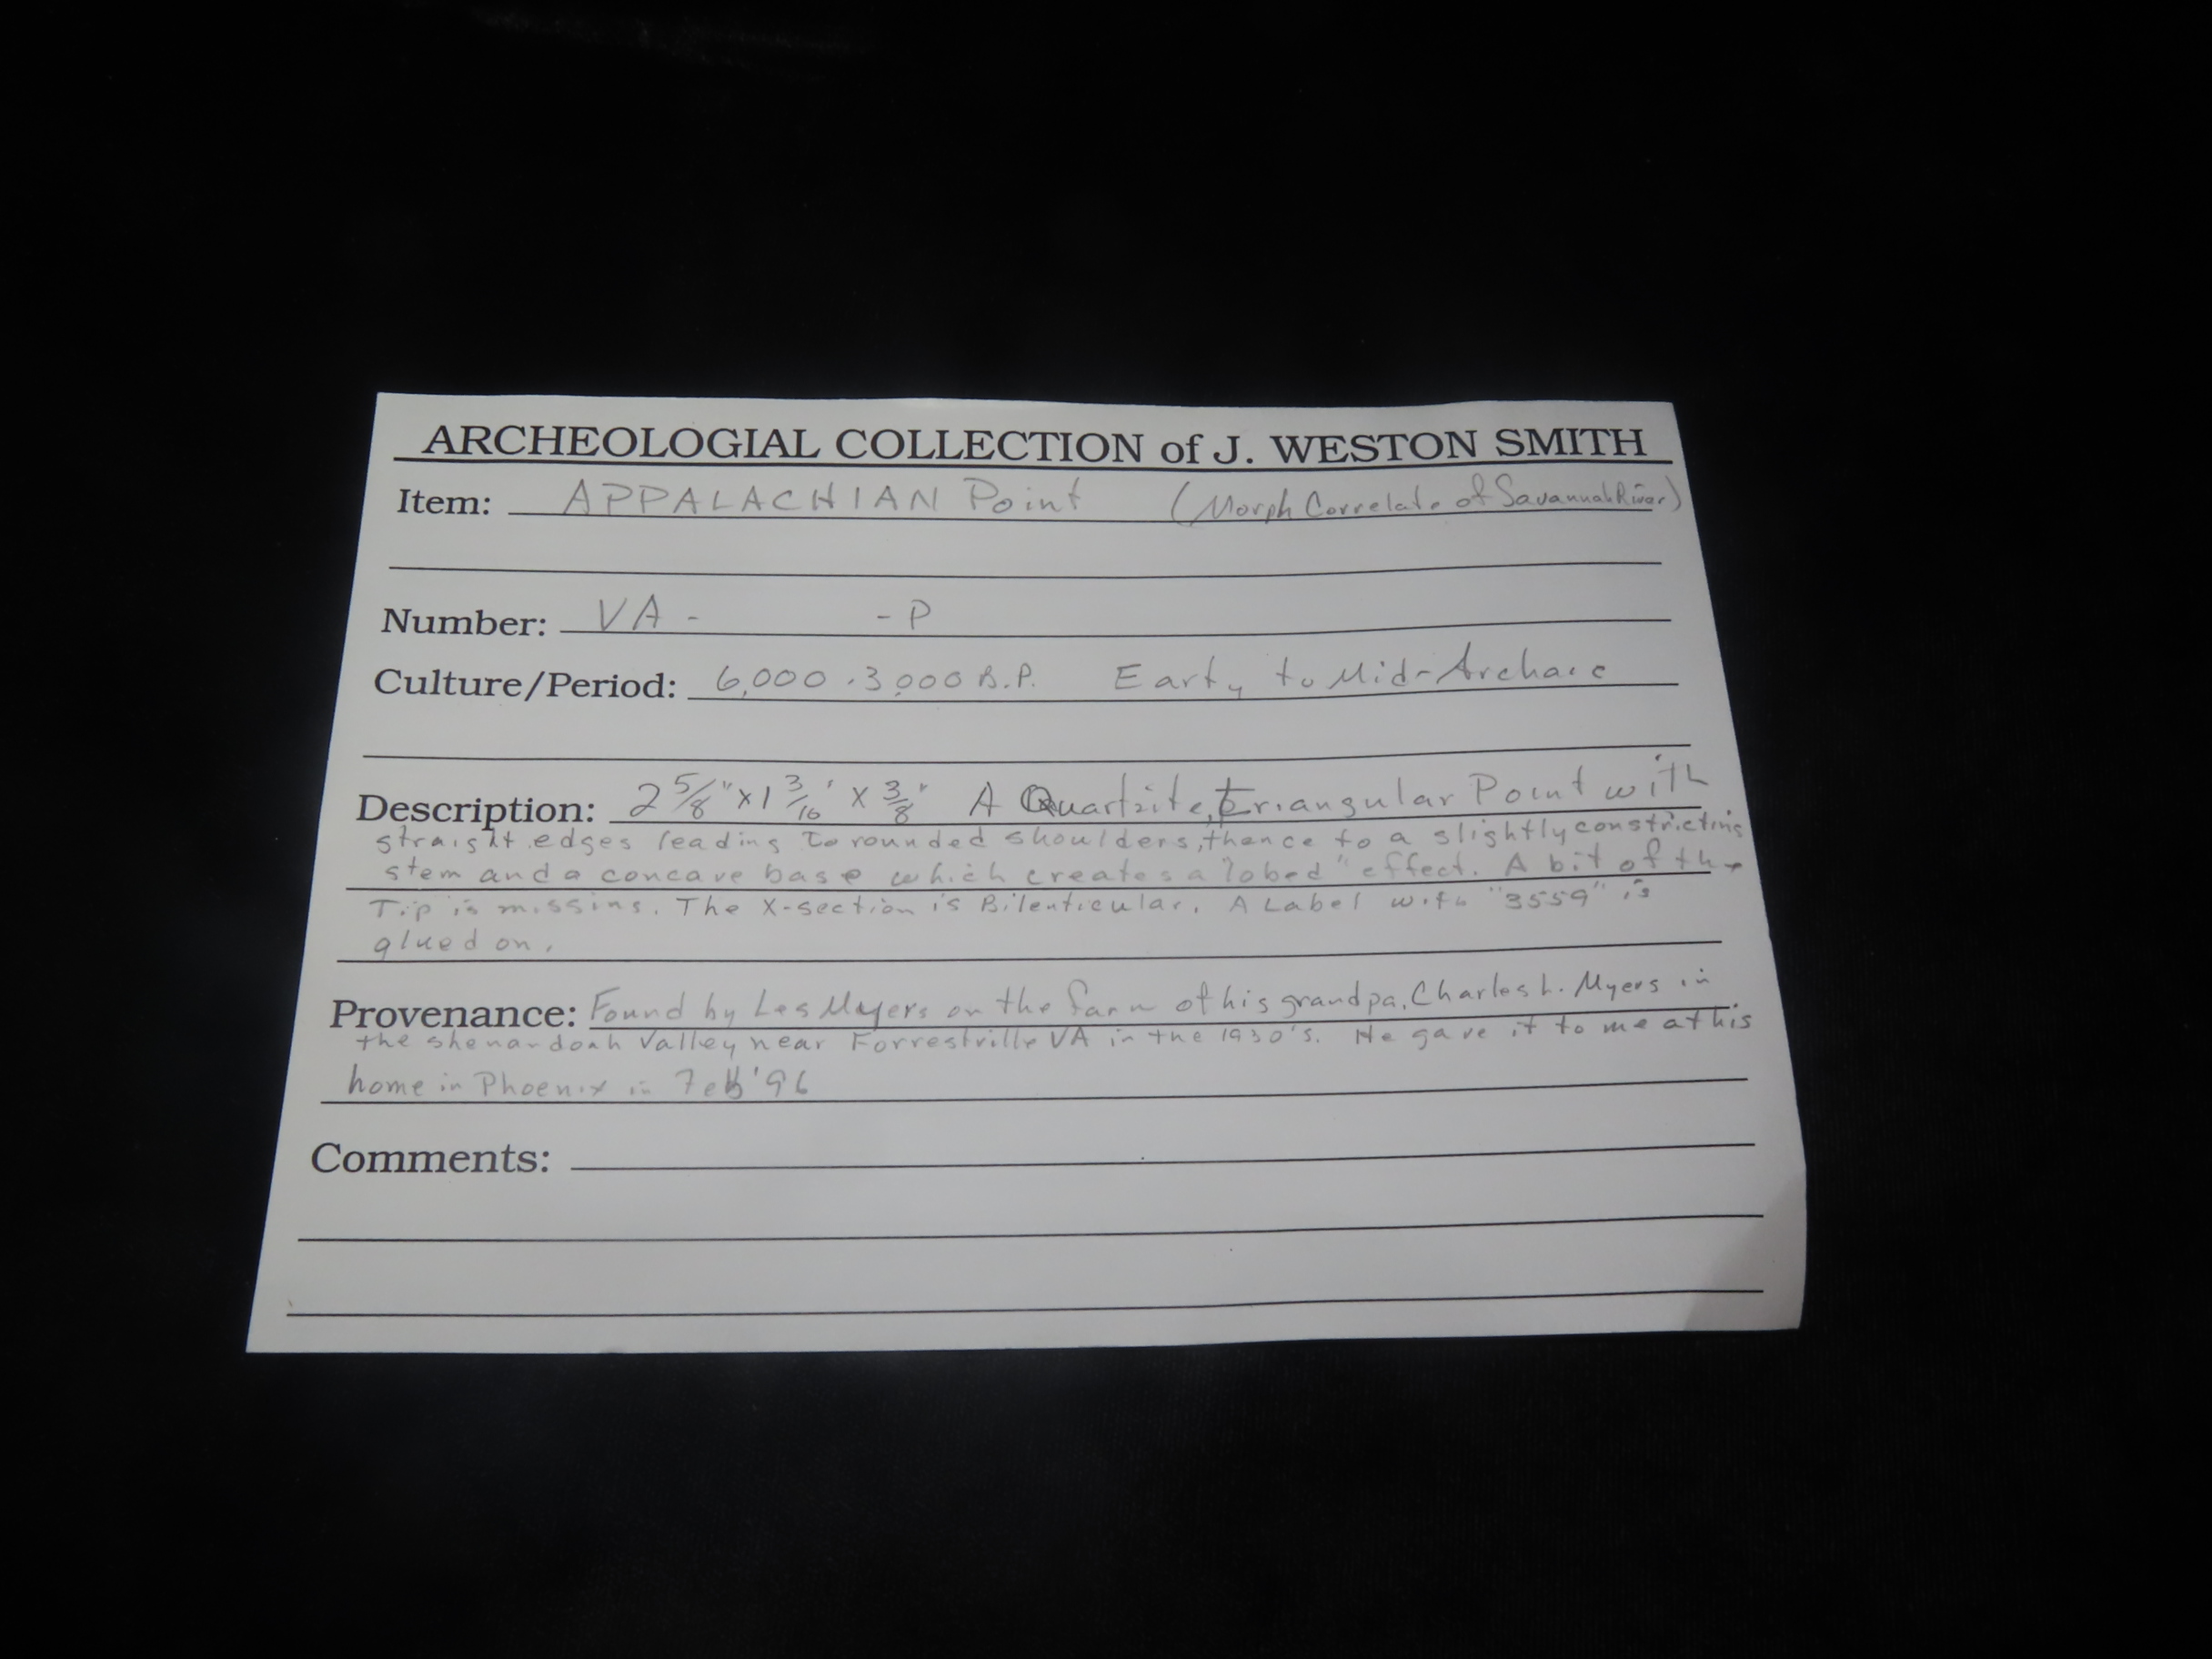 ARCHEOLOGIAL COLLECTION of J. WESTON SMITH
Item: APPALACHIAN Point (Morph Correlate of Savannah River)
Number: VA - - P
Culture/Period: 6,000 - 3,000 B.P. Early to Mid-Archaic
Description: 2 5/8" x 1 3/16' x 3/8" A Quartzite, triangular Point with
straight edges leading to rounded shoulders, thence to a slightly constricting
stem and a concave base which creates a "lobed" effect. A bit of the
Tip is missing. The X-section is Bilenticular. A Label with "3559" is
glued on.
Provenance: Found by Les Myers on the farm of his grandpa, Charles L. Myers in
the Shenandoah Valley near Forrestville VA in the 1930's. He gave it to me at his
home in Phoenix in Feb '96
Comments: